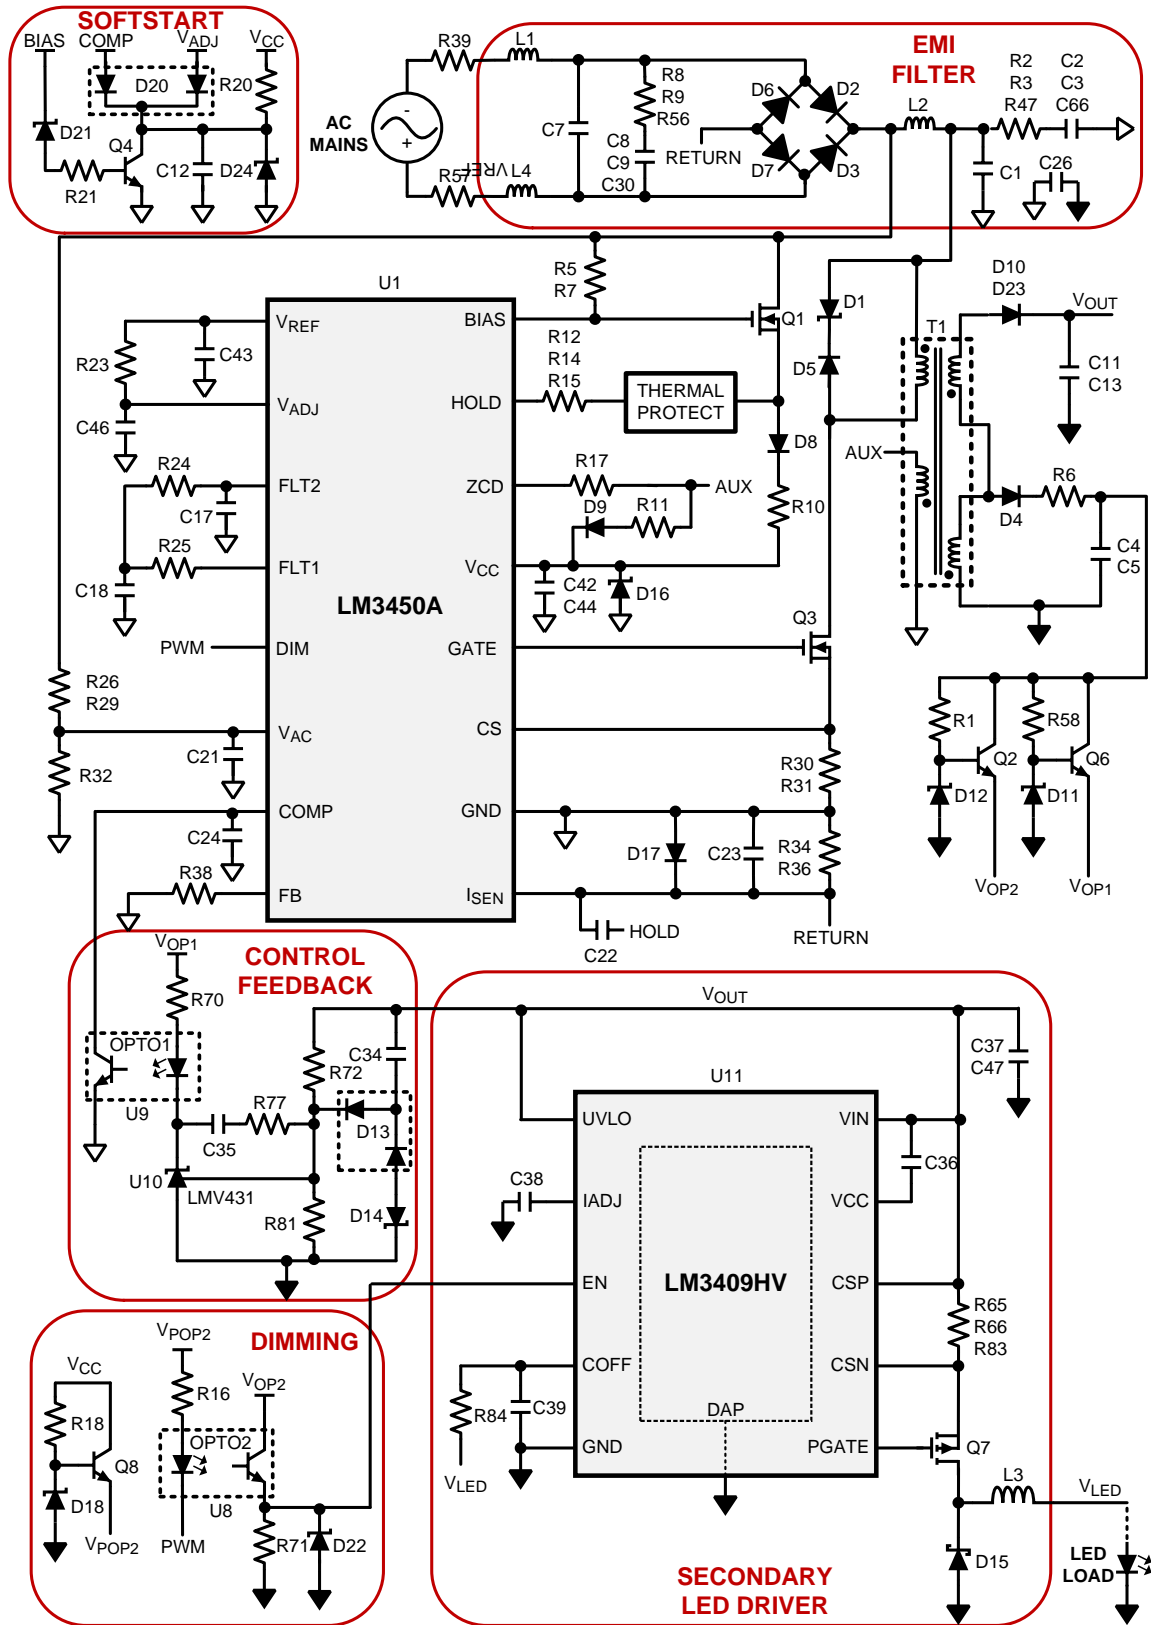 SOFTSTART
BIAS COMP VADJ VCC
D20 R20
D21
Q4
R21
C12 D24
R39 L1
AC
MAINS
-
+
R57 VREF L4
EMI
FILTER
C7
R8
R9
R56
C8
C9
C30
D6 D2
D7 D3
RETURN
L2
R2
R3
R47
C2
C3
C66
C1
C26
U1
LM3450A
VREF
VADJ
FLT2
FLT1
DIM
VAC
COMP
FB
BIAS
HOLD
ZCD
VCC
GATE
CS
GND
ISEN
R23
C43
C46
R24
C17
R25
C18
PWM
R26
R29
R32
C21
C24
R38
R5
R7
Q1
R12
R14
R15
THERMAL
PROTECT
D8
R10
R17
AUX
D9 R11
C42
C44
D16
Q3
D1
D5
T1
AUX
D10
D23
VOUT
C11
C13
D4
R6
C4
C5
R1
R58
Q2
Q6
D12
D11
VOP2
VOP1
R30
R31
R34
R36
D17
C23
C22
HOLD
RETURN
CONTROL
FEEDBACK
VOP1
R70
OPTO1
U9
C35
R77
R72
C34
D13
U10
LMV431
R81
D14
SECONDARY
LED DRIVER
VOUT
U11
LM3409HV
UVLO
IADJ
EN
COFF
GND
DAP
VIN
VCC
CSP
CSN
PGATE
C37
C47
C36
C38
R65
R66
R83
R84
C39
VLED
Q7
L3
VLED
D15
LED
LOAD
DIMMING
VCC
R18
Q8
D18
VPOP2
VPOP2
R16
OPTO2
U8
PWM
VOP2
R71
D22